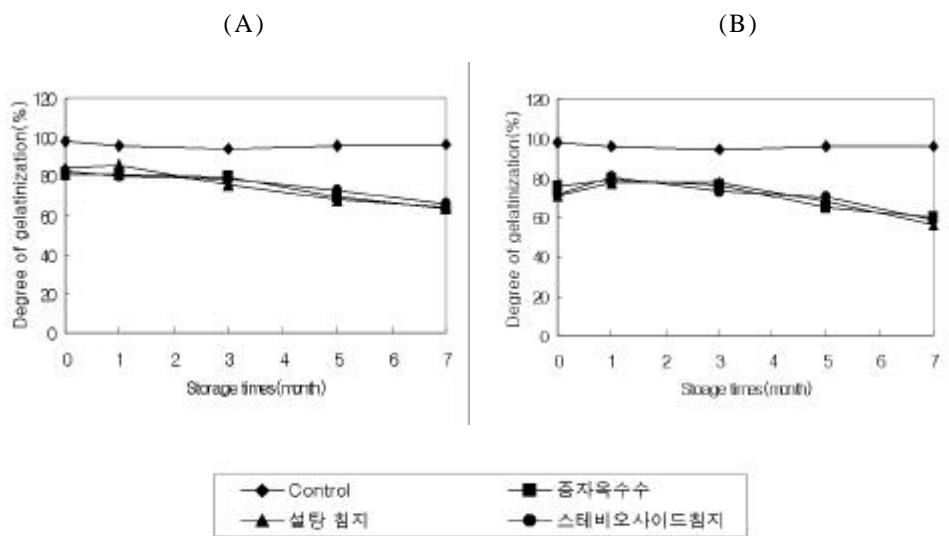 (A) (B)
Degree of gelatinization(%)
120
100
80
60
40
20
0
0 1 2 3 4 5 6 7
Storage times(month)
Degree of gelatinization(%)
120
100
80
60
40
20
0
0 1 2 3 4 5 6 7
Stoage times(month)
Control 증자옥수수
설탕 침지 스테비오사이드침지